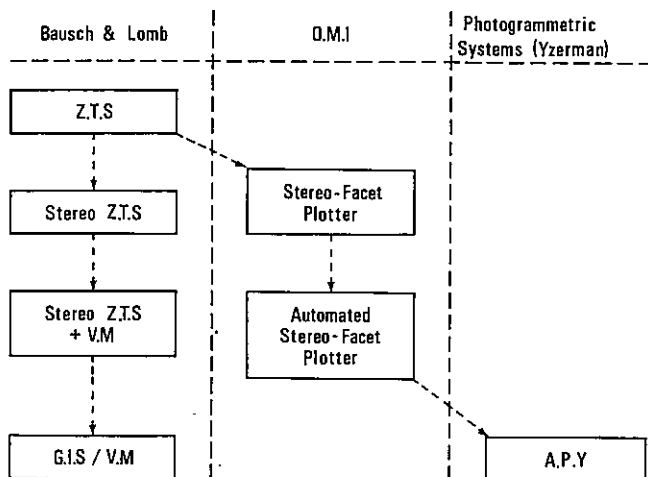 Bausch & Lomb
O.M.I
Photogrammetric
Systems (Yzerman)
Z.T.S
Stereo Z.T.S
Stereo-Facet
Plotter
Stereo Z.T.S
+ V.M
Automated
Stereo-Facet
Plotter
G.I.S / V.M
A.P.Y